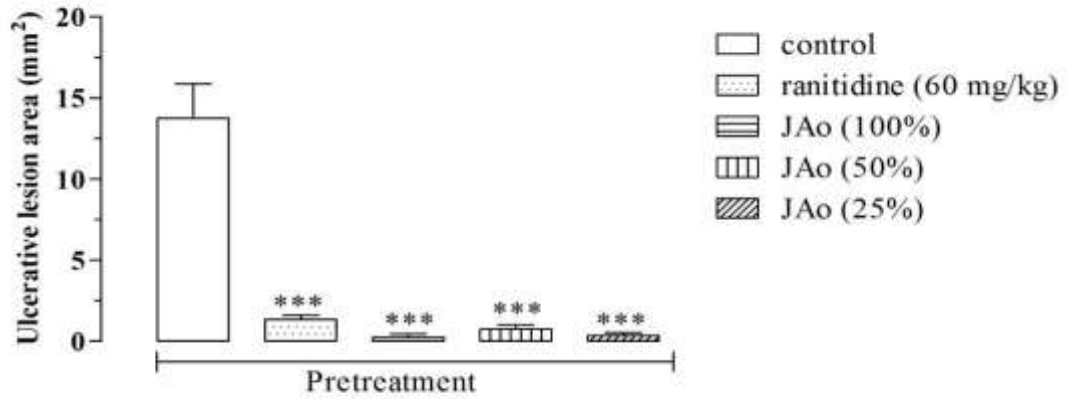 Ulcerative lesion area (mm²)
20
15
10
5
0
***
***
***
***
Pretreatment
control
ranitidine (60 mg/kg)
JAo (100%)
JAo (50%)
JAo (25%)